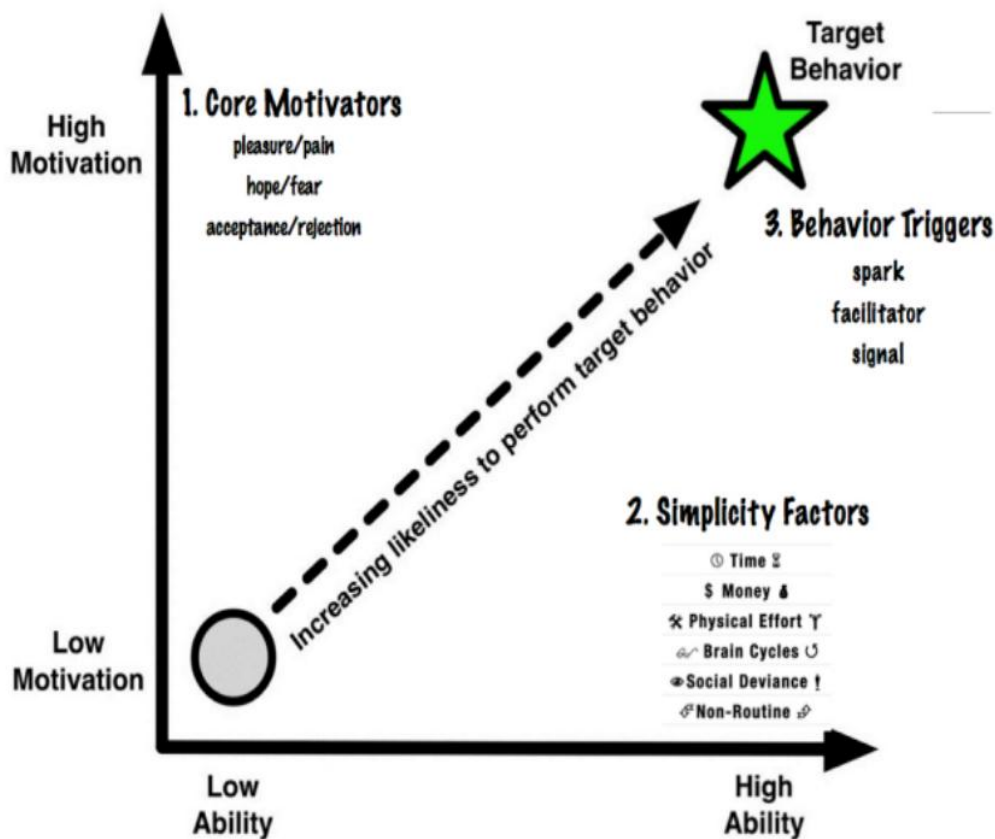 Target
Behavior
1. Core Motivators
pleasure/pain
hope/fear
acceptance/rejection
High
Motivation
3. Behavior Triggers
spark
facilitator
signal
Increasing likeliness to perform target behavior
2. Simplicity Factors
Time
$ Money
Physical Effort
Brain Cycles
Social Deviance
Non-Routine
Low
Motivation
Low
Ability
High
Ability